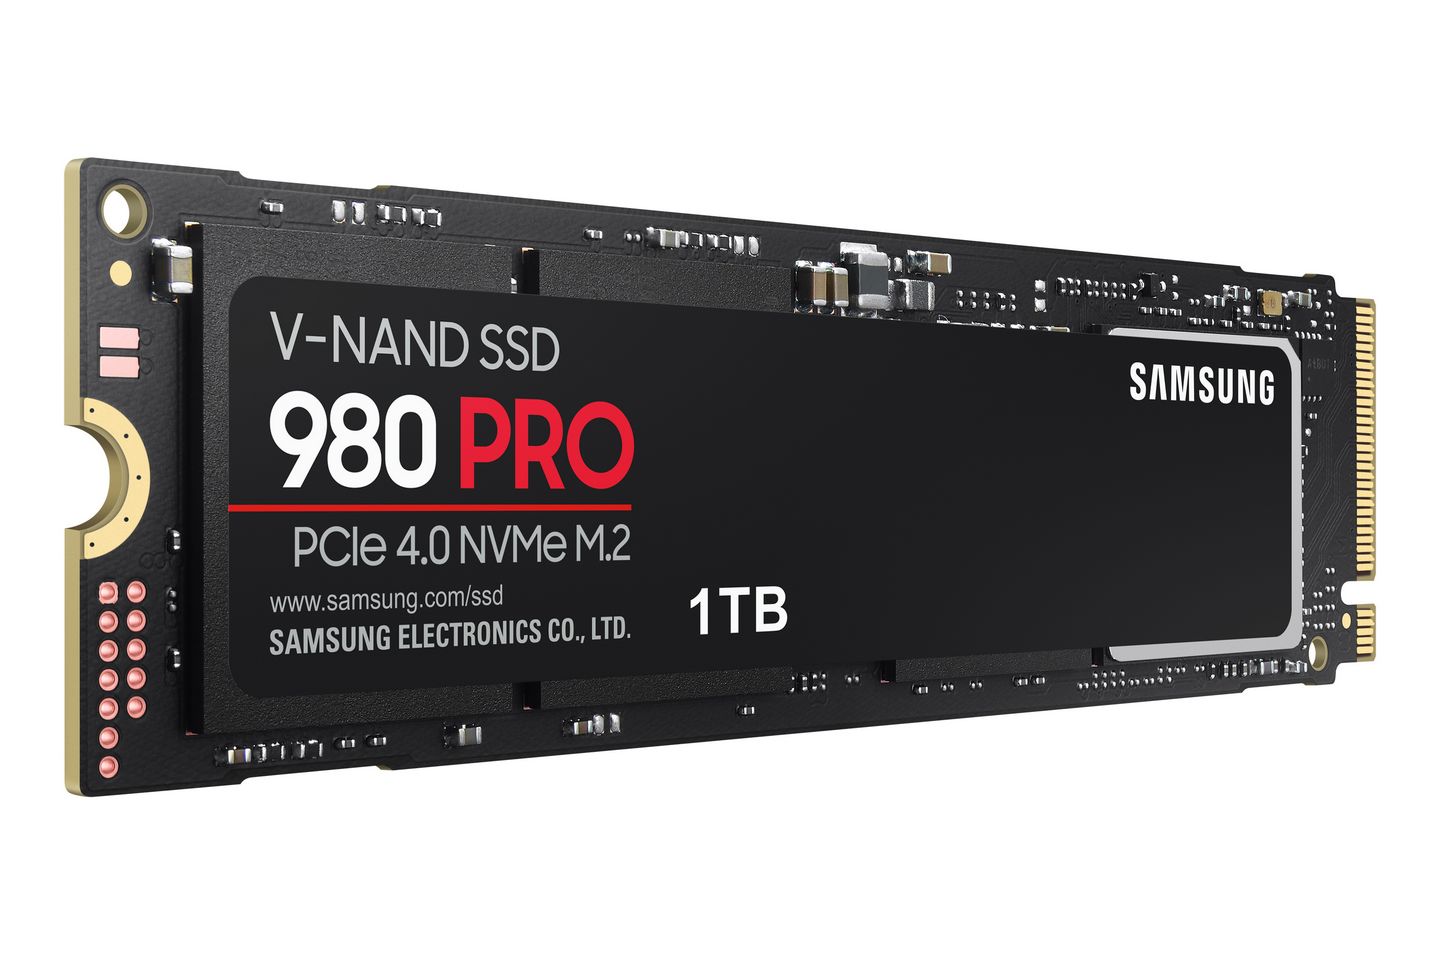 V-NAND SSD
980 PRO
PCIe 4.0 NVMe M.2
www.samsung.com/ssd
SAMSUNG ELECTRONICS CO., LTD.
1TB
SAMSUNG